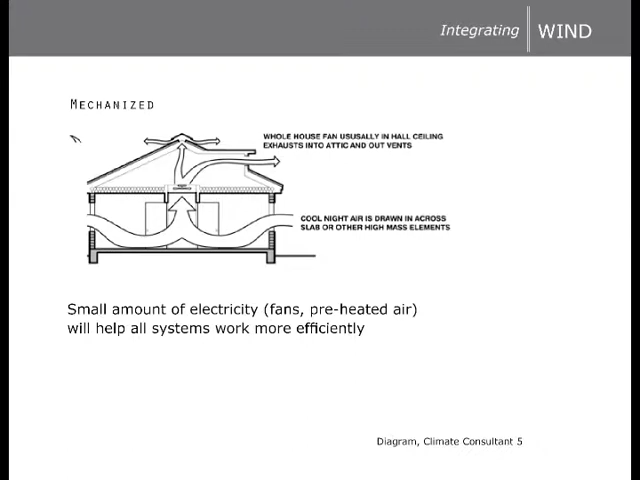 Integrating WIND
MECHANIZED
WHOLE HOUSE FAN USUSALLY IN HALL CEILING
EXHAUSTS INTO ATTIC AND OUT VENTS
COOL NIGHT AIR IS DRAWN IN ACROSS
SLAB OR OTHER HIGH MASS ELEMENTS
Small amount of electricity (fans, pre-heated air)
will help all systems work more efficiently
Diagram, Climate Consultant 5